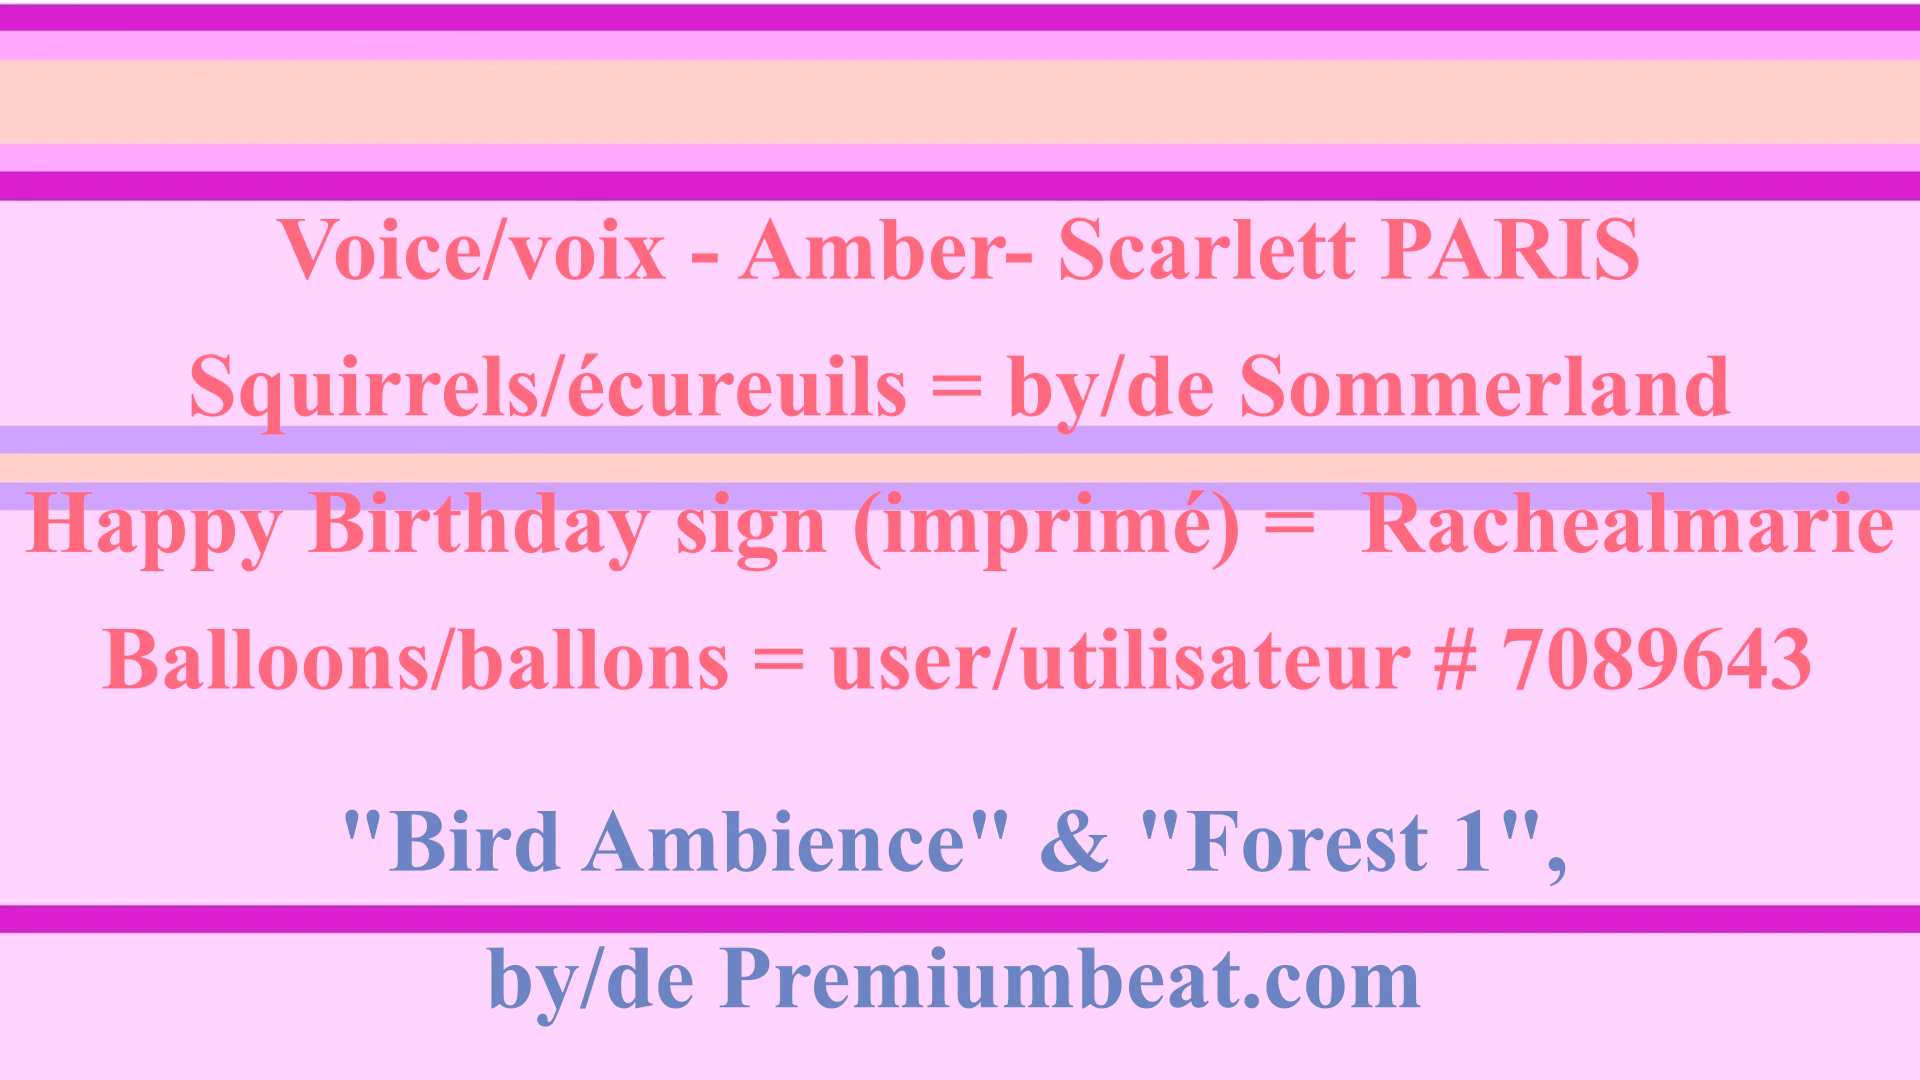 Voice/voix - Amber- Scarlett PARIS
Squirrels/écureuils = by/de Sommerland
Happy Birthday sign (imprimé) =  Rachealmarie
Balloons/ballons = user/utilisateur # 7089643
"Bird Ambience" & "Forest 1",
by/de Premiumbeat.com